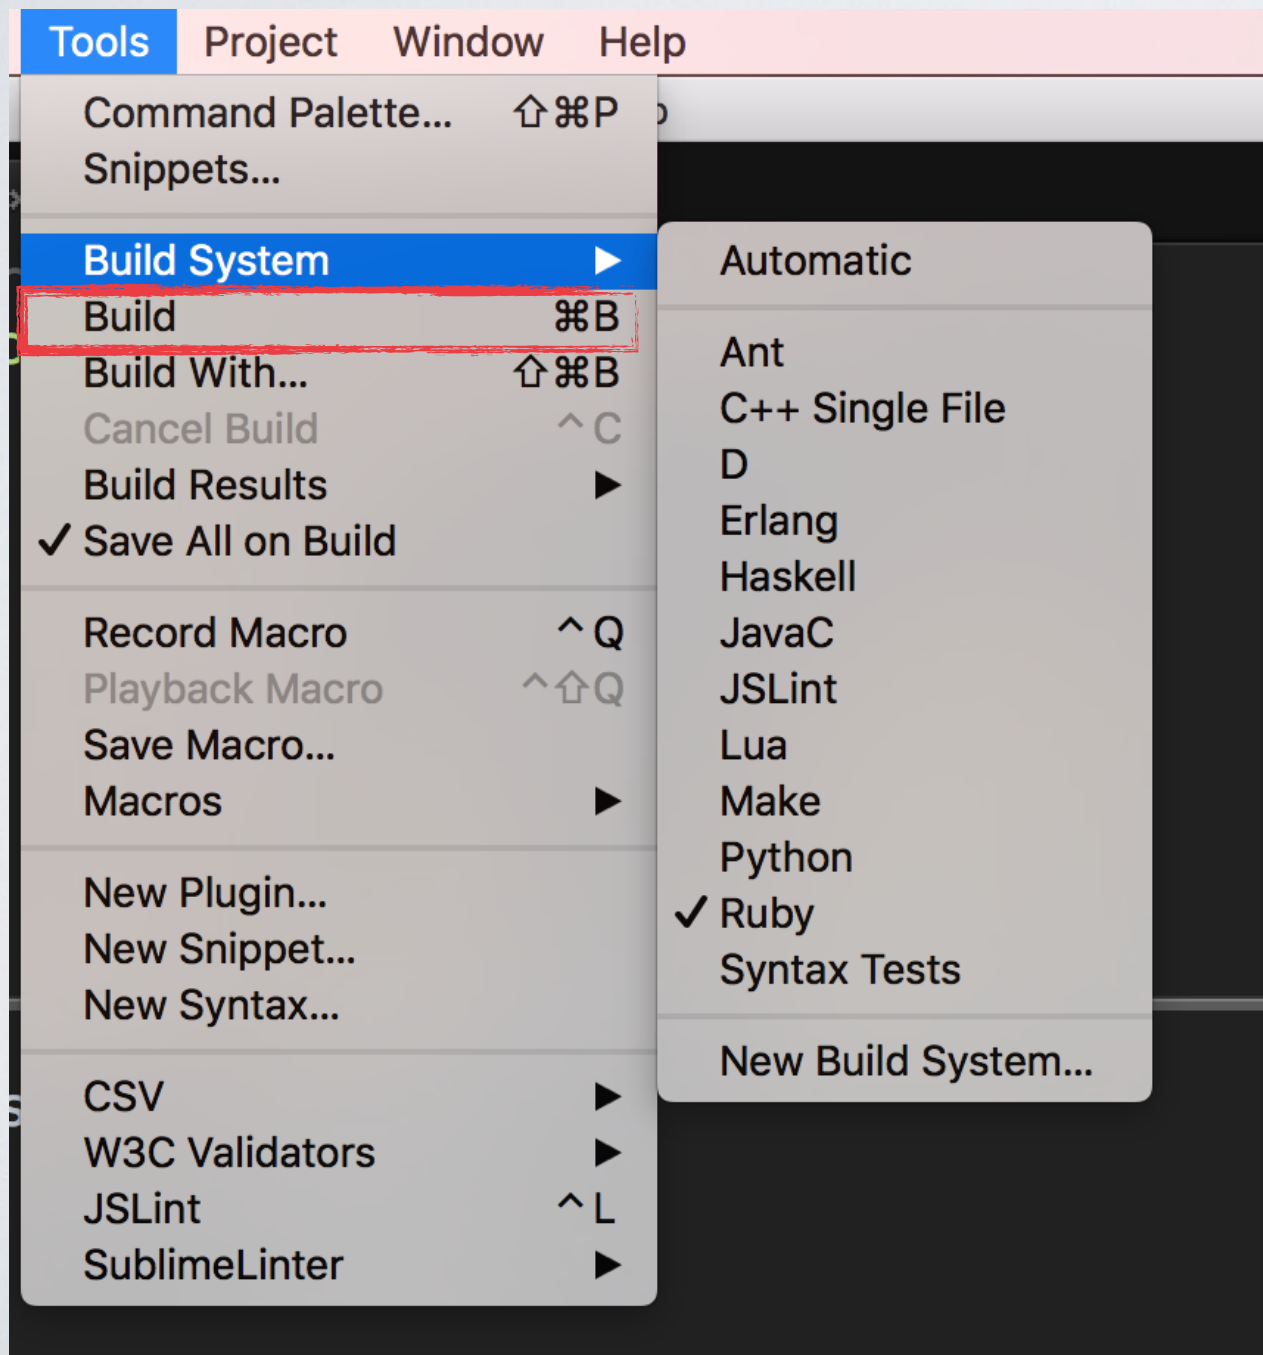 Tools Project Window Help
Command Palette... ⇧⌘P
Snippets...
Build System ▶
Build ⌘B
Build With... ⇧⌘B
Cancel Build ^C
Build Results ▶
✓ Save All on Build
Record Macro ^Q
Playback Macro ^⇧Q
Save Macro...
Macros ▶
New Plugin...
New Snippet...
New Syntax...
CSV ▶
W3C Validators ▶
JSLint ^L
SublimeLinter ▶
Automatic
Ant
C++ Single File
D
Erlang
Haskell
JavaC
JSLint
Lua
Make
Python
✓ Ruby
Syntax Tests
New Build System...